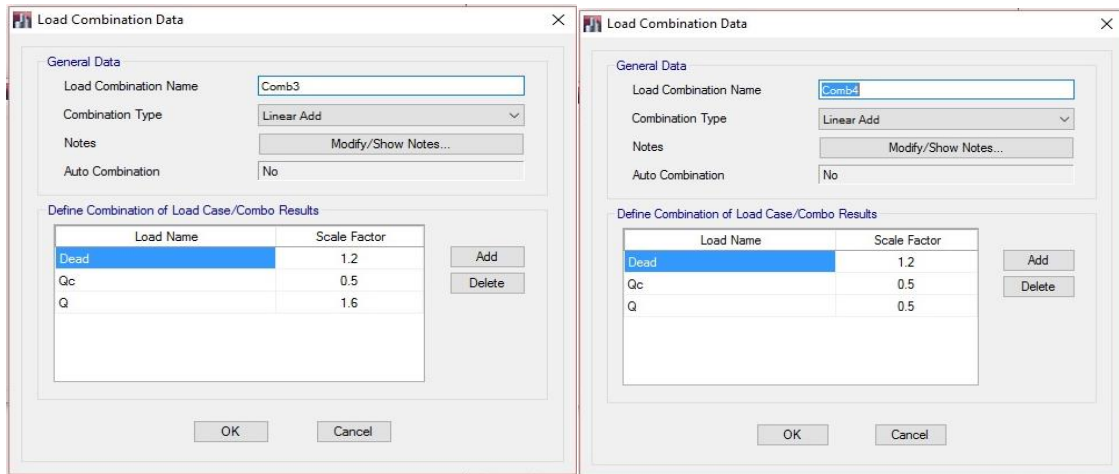 Load Combination Data
General Data
Load Combination Name Comb3
Combination Type Linear Add
Notes Modify/Show Notes...
Auto Combination No
Define Combination of Load Case/Combo Results
Load Name Scale Factor
Dead 1.2 Add
Qc 0.5 Delete
Q 1.6
OK Cancel
Load Combination Data
General Data
Load Combination Name Comb4
Combination Type Linear Add
Notes Modify/Show Notes...
Auto Combination No
Define Combination of Load Case/Combo Results
Load Name Scale Factor
Dead 1.2 Add
Qc 0.5 Delete
Q 0.5
OK Cancel